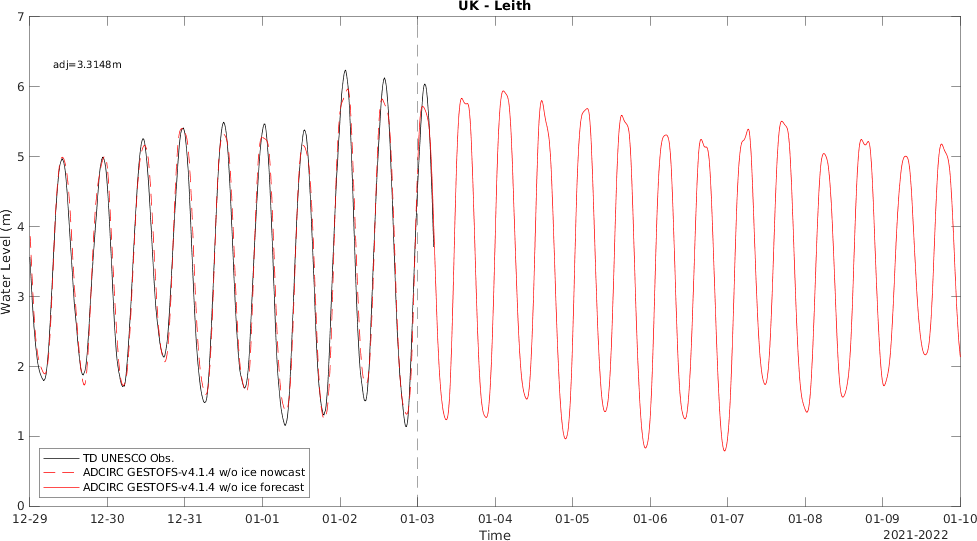 UK - Leith
7
adj=3.3148m
6
5
4
3
2
1
0
Water Level (m)
TD UNESCO Obs.
ADCIRC GESTOFS-v4.1.4 w/o ice nowcast
ADCIRC GESTOFS-v4.1.4 w/o ice forecast
12-29 12-30 12-31 01-01 01-02 01-03 01-04 01-05 01-06 01-07 01-08 01-09 01-10
Time
2021-2022